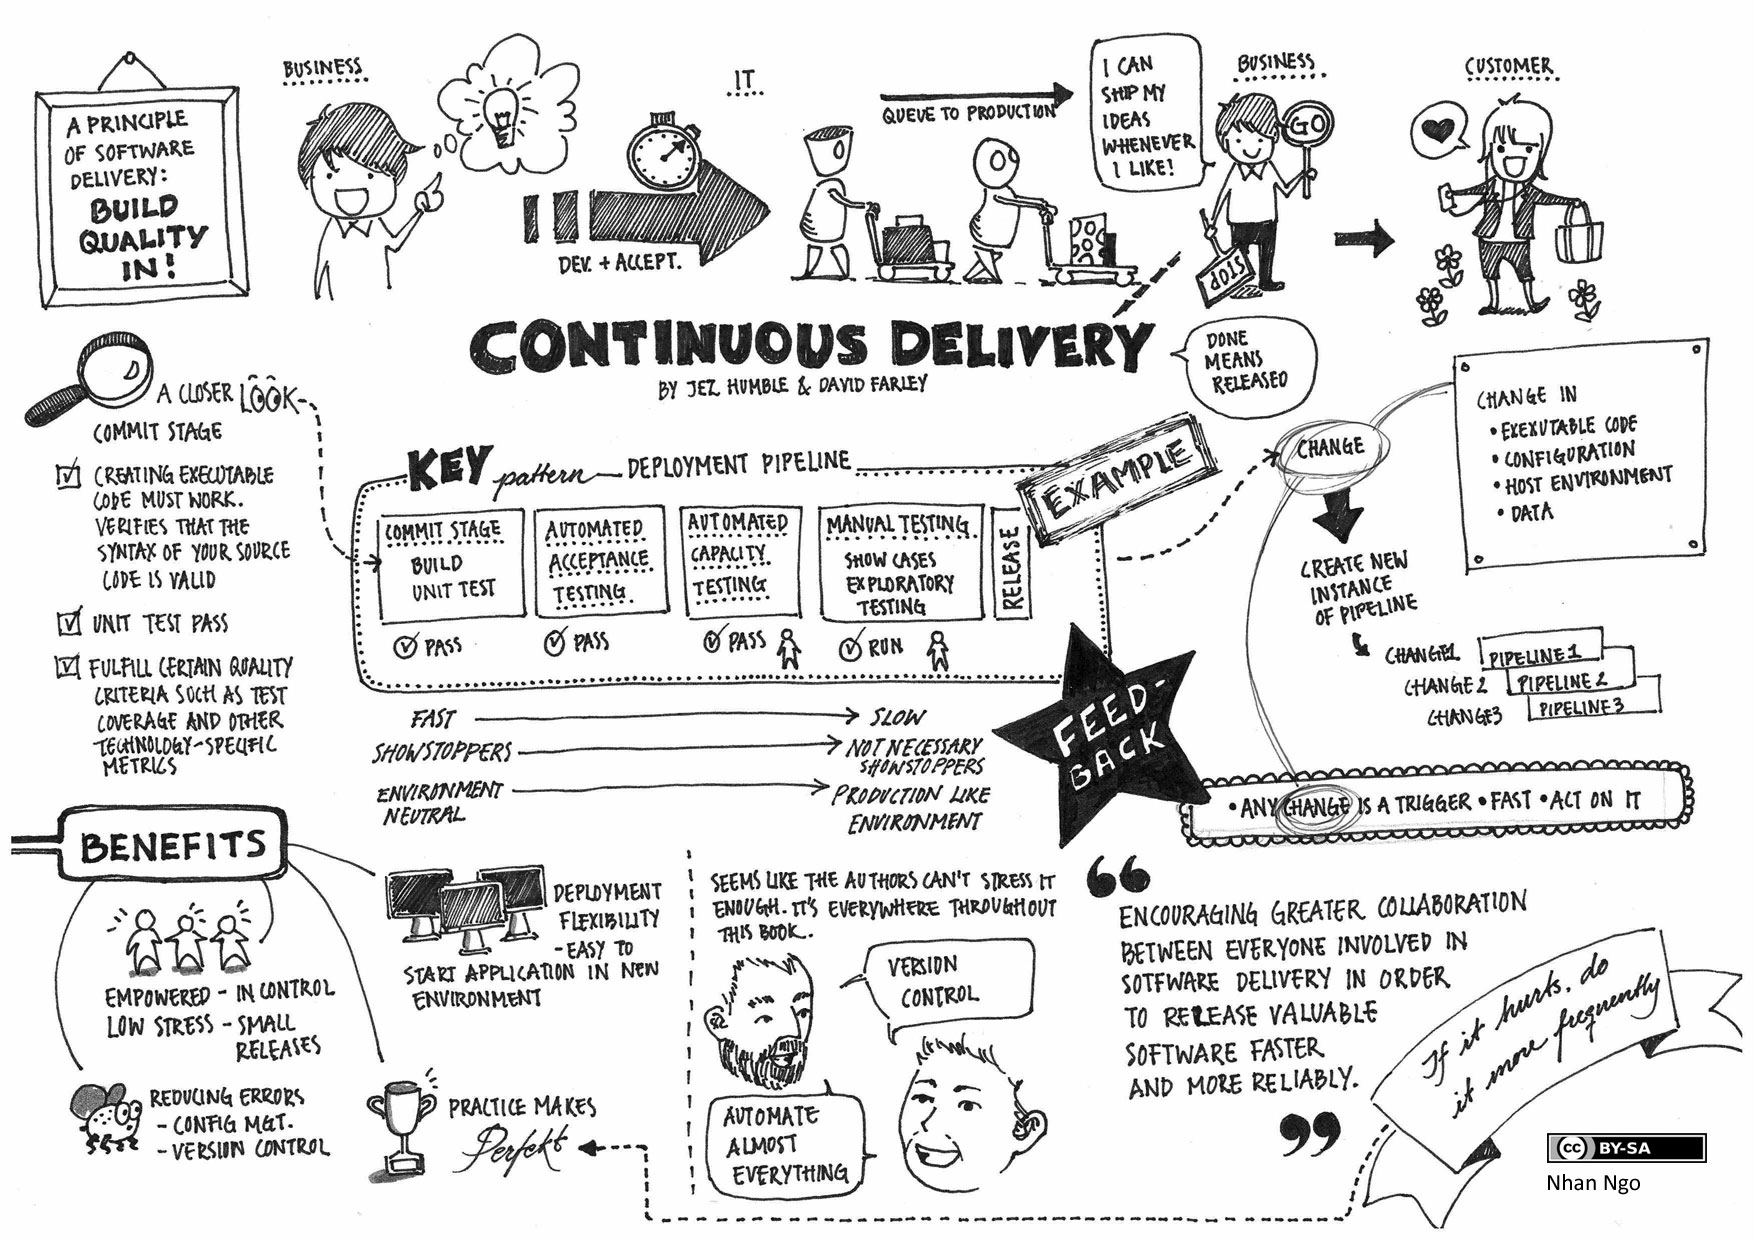 A PRINCIPLE
OF SOFTWARE
DELIVERY:
BUILD
QUALITY
IN!
BUSINESS
DEV. + ACCEPT.
IT
QUEUE TO PRODUCTION
I CAN
SHIP MY
IDEAS
WHENEVER
I LIKE!
BUSINESS
GO
STOP
CUSTOMER
CONTINUOUS DELIVERY
BY JEZ HUMBLE & DAVID FARLEY
DONE
MEANS
RELEASED
A CLOSER LOOK
COMMIT STAGE
CREATING EXECUTABLE
CODE MUST WORK.
VERIFIES THAT THE
SYNTAX OF YOUR SOURCE
CODE IS VALID
UNIT TEST PASS
FULFILL CERTAIN QUALITY
CRITERIA SUCH AS TEST
COVERAGE AND OTHER
TECHNOLOGY-SPECIFIC
METRICS
KEY pattern DEPLOYMENT PIPELINE
EXAMPLE
COMMIT STAGE
BUILD
UNIT TEST
PASS
AUTOMATED
ACCEPTANCE
TESTING.
PASS
AUTOMATED
CAPACITY
TESTING
PASS
MANUAL TESTING
SHOW CASES
EXPLORATORY
TESTING
RUN
RELEASE
FAST
SLOW
SHOWSTOPPERS
NOT NECESSARY
SHOWSTOPPERS
ENVIRONMENT
NEUTRAL
PRODUCTION LIKE
ENVIRONMENT
FEED-
BACK
CHANGE
CHANGE IN
• EXEXUTABLE CODE
• CONFIGURATION
• HOST ENVIRONMENT
• DATA
CREATE NEW
INSTANCE
OF PIPELINE
CHANGE1 PIPELINE1
CHANGE2 PIPELINE2
CHANGE3 PIPELINE3
• ANY CHANGE IS A TRIGGER • FAST • ACT ON IT
BENEFITS
EMPOWERED - IN CONTROL
LOW STRESS - SMALL
RELEASES
REDUCING ERRORS
- CONFIG MGT.
- VERSION CONTROL
DEPLOYMENT
FLEXIBILITY
- EASY TO
START APPLICATION IN NEW
ENVIRONMENT
PRACTICE MAKES
Perfekt
SEEMS LIKE THE AUTHORS CAN'T STRESS IT
ENOUGH. IT'S EVERYWHERE THROUGHOUT
THIS BOOK.
VERSION
CONTROL
AUTOMATE
ALMOST
EVERYTHING
“
ENCOURAGING GREATER COLLABORATION
BETWEEN EVERYONE INVOLVED IN
SOTFWARE DELIVERY IN ORDER
TO RELEASE VALUABLE
SOFTWARE FASTER
AND MORE RELIABLY.
”
If it hurts, do
it more frequently
cc BY-SA
Nhan Ngo